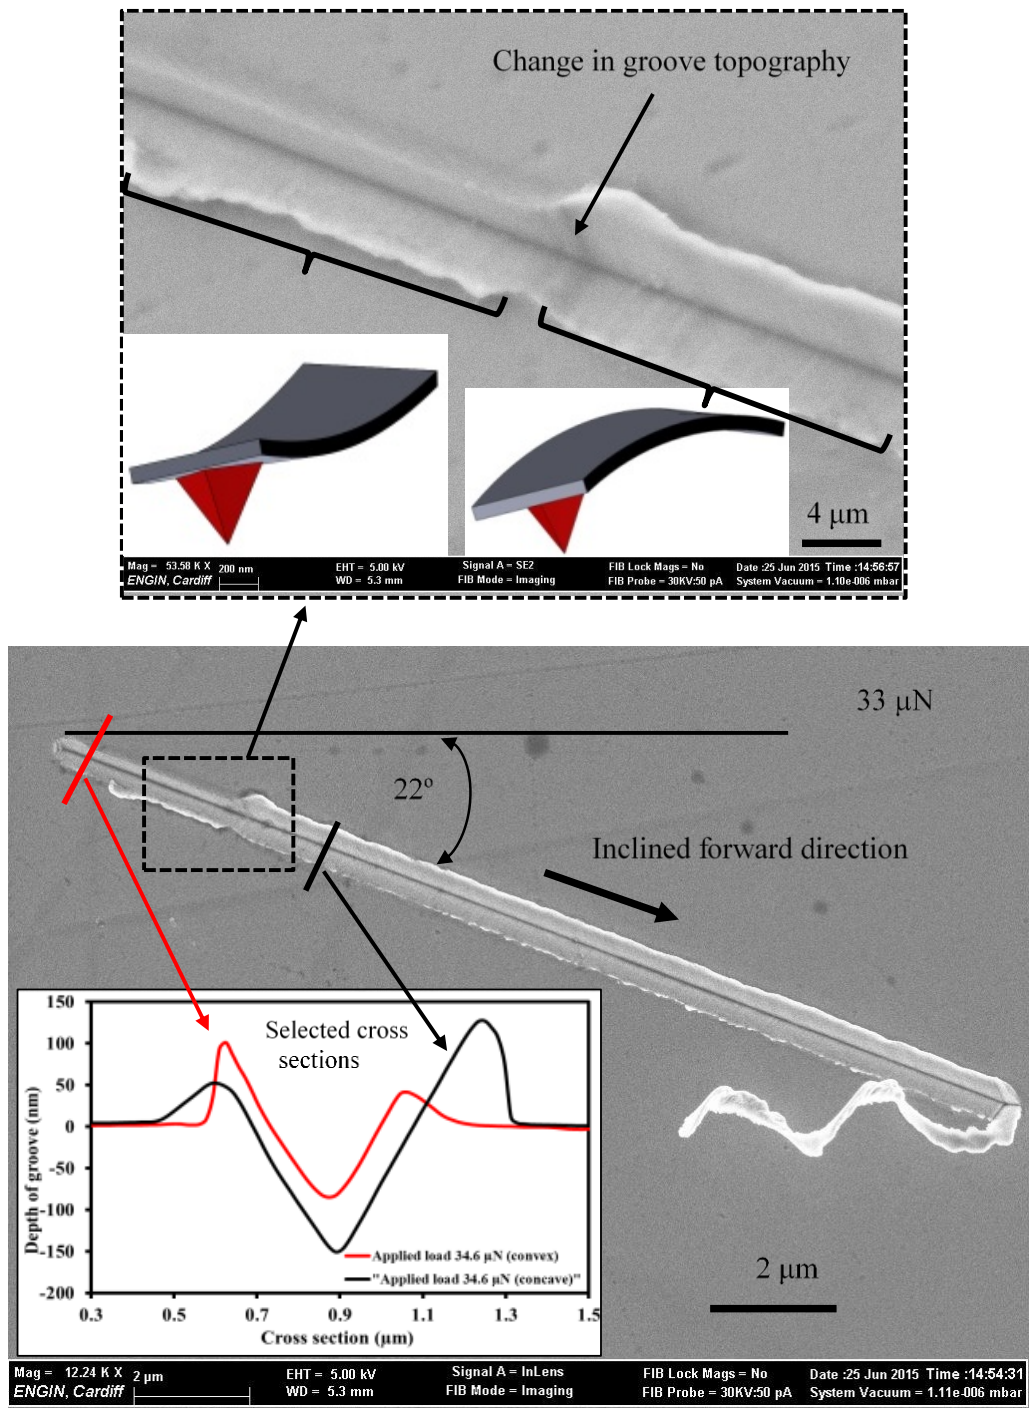 Change in groove topography
4 µm
Mag = 53.58 K X 200 nm EHT = 5.00 kV Signal A = SE2 FIB Lock Mags = No Date :25 Jun 2015 Time :14:56:57
ENGIN, Cardiff WD = 5.3 mm FIB Mode = Imaging FIB Probe = 30KV:50 pA System Vacuum = 1.10e-006 mbar
33 µN
22º
Inclined forward direction
Selected cross
sections
Depth of groove (nm)
150
100
50
0
-50
-100
-150
-200
Applied load 34.6 µN (convex)
"Applied load 34.6 µN (concave)"
0.3 0.5 0.7 0.9 1.1 1.3 1.5
Cross section (µm)
2 µm
Mag = 12.24 K X 2 µm EHT = 5.00 kV Signal A = InLens FIB Lock Mags = No Date :25 Jun 2015 Time :14:54:31
ENGIN, Cardiff WD = 5.3 mm FIB Mode = Imaging FIB Probe = 30KV:50 pA System Vacuum = 1.11e-006 mbar